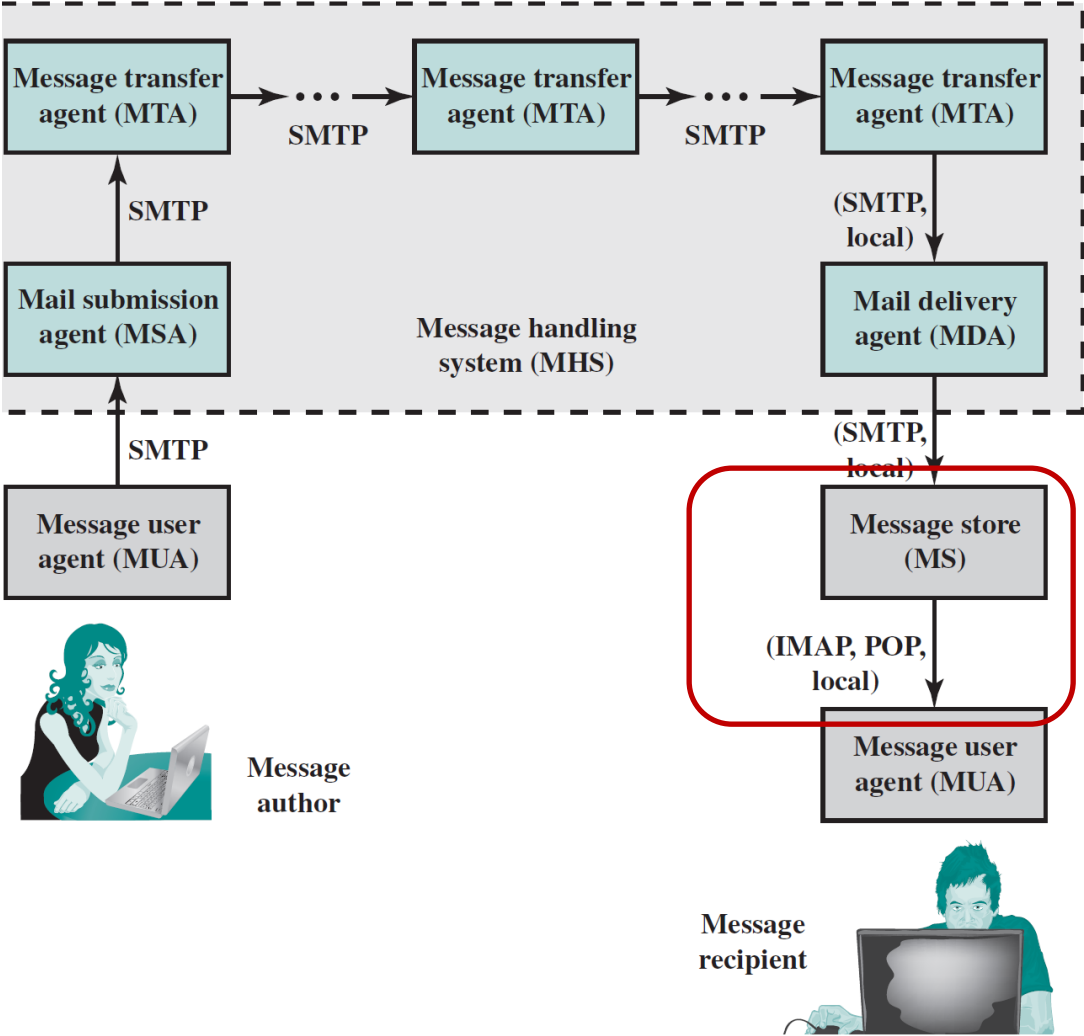 Message transfer
agent (MTA)
SMTP
Message transfer
agent (MTA)
SMTP
Message transfer
agent (MTA)
SMTP
(SMTP,
local)
Mail submission
agent (MSA)
Message handling
system (MHS)
Mail delivery
agent (MDA)
SMTP
(SMTP,
local)
Message user
agent (MUA)
Message store
(MS)
(IMAP, POP,
local)
Message
author
Message user
agent (MUA)
Message
recipient